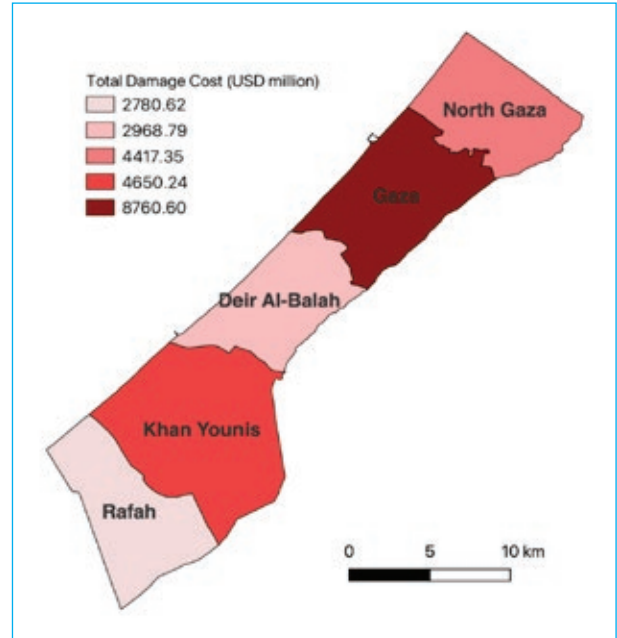 Total Damage Cost (USD million)
2780.62
2968.79
4417.35
4650.24
8760.60
North Gaza
Gaza
Deir Al-Balah
Khan Younis
Rafah
0 5 10 km